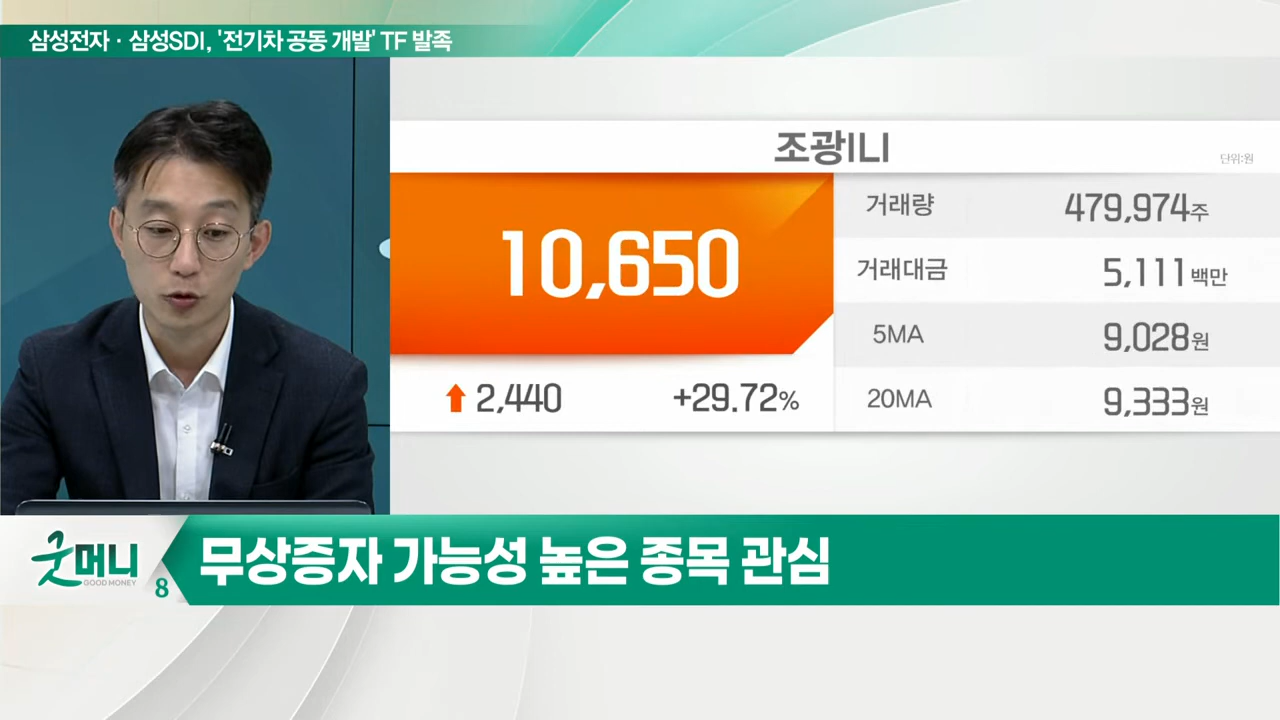 삼성전자 · 삼성SDI, '전기차 공동 개발' TF 발족
조광ILI
단위:원
10,650
2,440 +29.72%
거래량 479,974주
거래대금 5,111백만
5MA 9,028원
20MA 9,333원
굿머니
GOOD MONEY
8
무상증자 가능성 높은 종목 관심